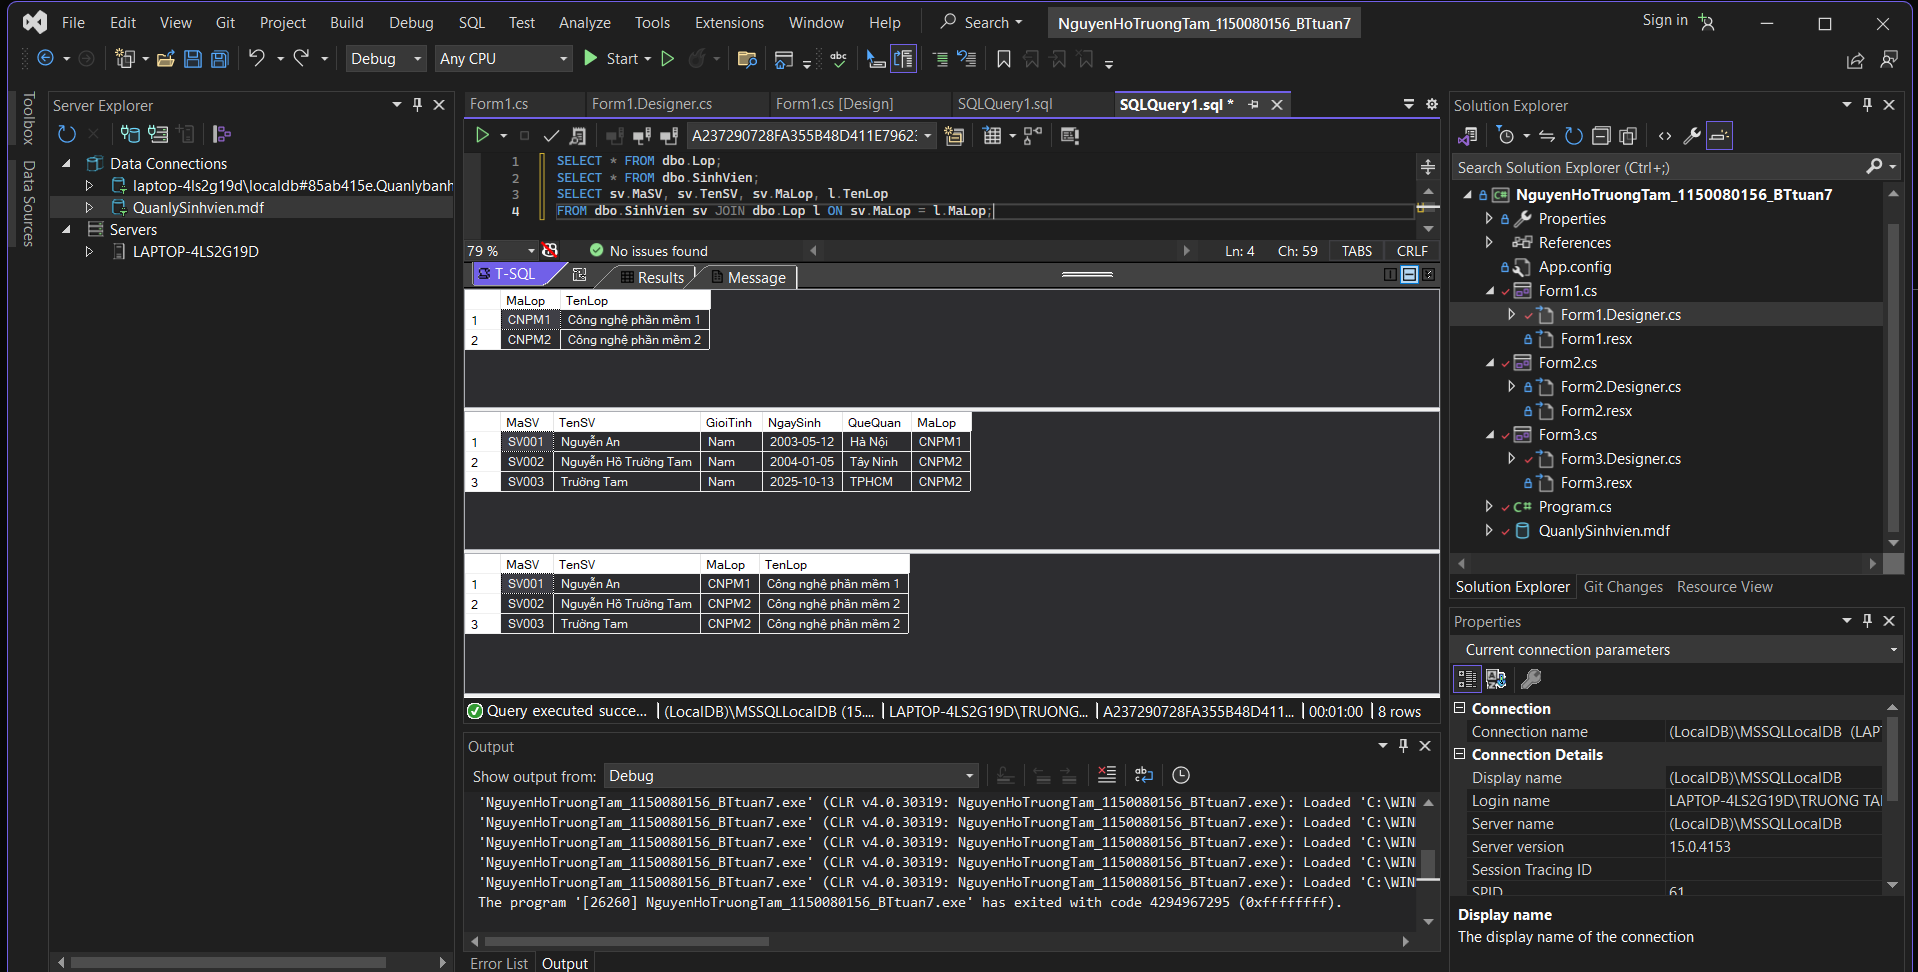 File Edit View Git Project Build Debug SQL Test Analyze Tools Extensions Window Help Search NguyenHoTruongTam_1150080156_BTtuan7 Sign in
Debug Any CPU Start
Toolbox
Data Sources
Server Explorer
Data Connections
laptop-4ls2g19d\localdb#85ab415e.Quanlybanh
QuanlySinhvien.mdf
Servers
LAPTOP-4LS2G19D
Form1.cs Form1.Designer.cs Form1.cs [Design] SQLQuery1.sql SQLQuery1.sql *
A237290728FA355B48D411E7962
1 SELECT * FROM dbo.Lop;
2 SELECT * FROM dbo.SinhVien;
3 SELECT sv.MaSV, sv.TenSV, sv.MaLop, l.TenLop
4 FROM dbo.SinhVien sv JOIN dbo.Lop l ON sv.MaLop = l.MaLop;
79 % No issues found Ln: 4 Ch: 59 TABS CRLF
T-SQL Results Message
MaLop TenLop
1 CNPM1 Công nghệ phần mềm 1
2 CNPM2 Công nghệ phần mềm 2
MaSV TenSV GioiTinh NgaySinh QueQuan MaLop
1 SV001 Nguyễn An Nam 2003-05-12 Hà Nội CNPM1
2 SV002 Nguyễn Hồ Trường Tam Nam 2004-01-05 Tây Ninh CNPM2
3 SV003 Trường Tam Nam 2025-10-13 TPHCM CNPM2
MaSV TenSV MaLop TenLop
1 SV001 Nguyễn An CNPM1 Công nghệ phần mềm 1
2 SV002 Nguyễn Hồ Trường Tam CNPM2 Công nghệ phần mềm 2
3 SV003 Trường Tam CNPM2 Công nghệ phần mềm 2
Query executed succe... (LocalDB)\MSSQLLocalDB (15.... LAPTOP-4LS2G19D\TRUONG... A237290728FA355B48D411... 00:01:00 8 rows
Output
Show output from: Debug
'NguyenHoTruongTam_1150080156_BTtuan7.exe' (CLR v4.0.30319: NguyenHoTruongTam_1150080156_BTtuan7.exe): Loaded 'C:\WIN
'NguyenHoTruongTam_1150080156_BTtuan7.exe' (CLR v4.0.30319: NguyenHoTruongTam_1150080156_BTtuan7.exe): Loaded 'C:\WIN
'NguyenHoTruongTam_1150080156_BTtuan7.exe' (CLR v4.0.30319: NguyenHoTruongTam_1150080156_BTtuan7.exe): Loaded 'C:\WIN
'NguyenHoTruongTam_1150080156_BTtuan7.exe' (CLR v4.0.30319: NguyenHoTruongTam_1150080156_BTtuan7.exe): Loaded 'C:\WIN
'NguyenHoTruongTam_1150080156_BTtuan7.exe' (CLR v4.0.30319: NguyenHoTruongTam_1150080156_BTtuan7.exe): Loaded 'C:\WIN
The program '[26260] NguyenHoTruongTam_1150080156_BTtuan7.exe' has exited with code 4294967295 (0xffffffff).
Error List Output
Solution Explorer
Search Solution Explorer (Ctrl+;)
NguyenHoTruongTam_1150080156_BTtuan7
Properties
References
App.config
Form1.cs
Form1.Designer.cs
Form1.resx
Form2.cs
Form2.Designer.cs
Form2.resx
Form3.cs
Form3.Designer.cs
Form3.resx
Program.cs
QuanlySinhvien.mdf
Solution Explorer Git Changes Resource View
Properties
Current connection parameters
Connection
Connection name (LocalDB)\MSSQLLocalDB (LAP
Connection Details
Display name (LocalDB)\MSSQLLocalDB
Login name LAPTOP-4LS2G19D\TRUONG TA
Server name (LocalDB)\MSSQLLocalDB
Server version 15.0.4153
Session Tracing ID
SPID 61
Display name
The display name of the connection